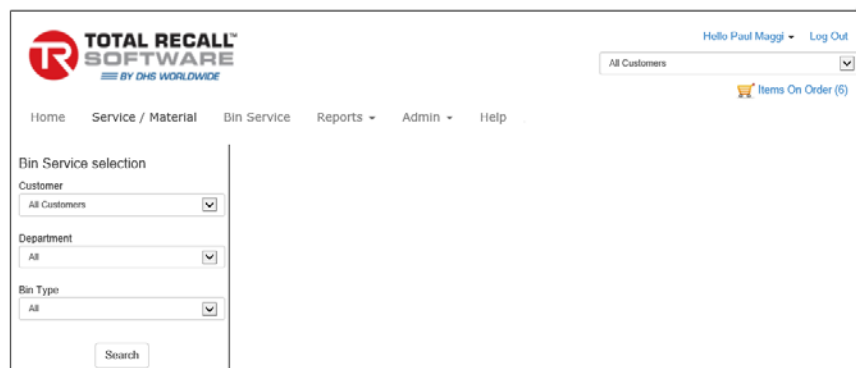 TR
TOTAL RECALL™
SOFTWARE
BY DHS WORLDWIDE
Hello Paul Maggi
Log Out
All Customers
Items On Order (6)
Home Service / Material Bin Service Reports Admin Help
Bin Service selection
Customer
All Customers
Department
All
Bin Type
All
Search